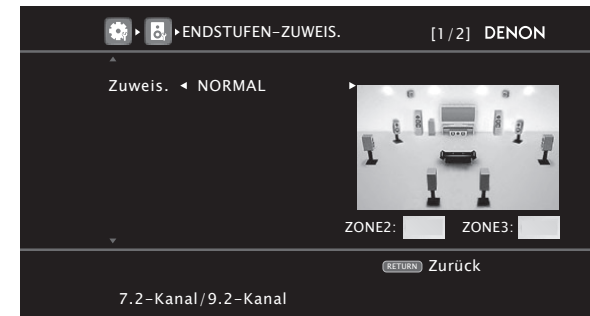 ENDSTUFEN-ZUWEIS. [1/2] DENON
Zuweis. ◄ NORMAL ►
ZONE2: ZONE3:
RETURN Zurück
7.2-Kanal/9.2-Kanal